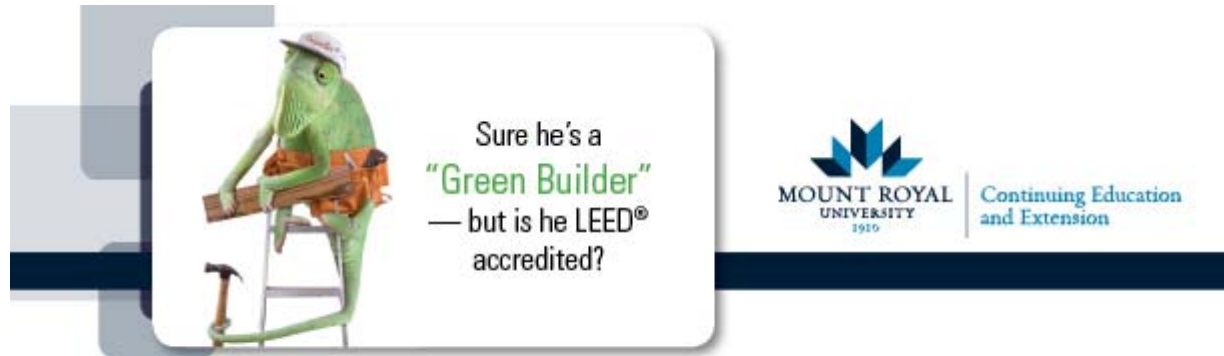 Sure he's a
"Green Builder"
— but is he LEED®
accredited?
MOUNT ROYAL
UNIVERSITY
1910
Continuing Education
and Extension